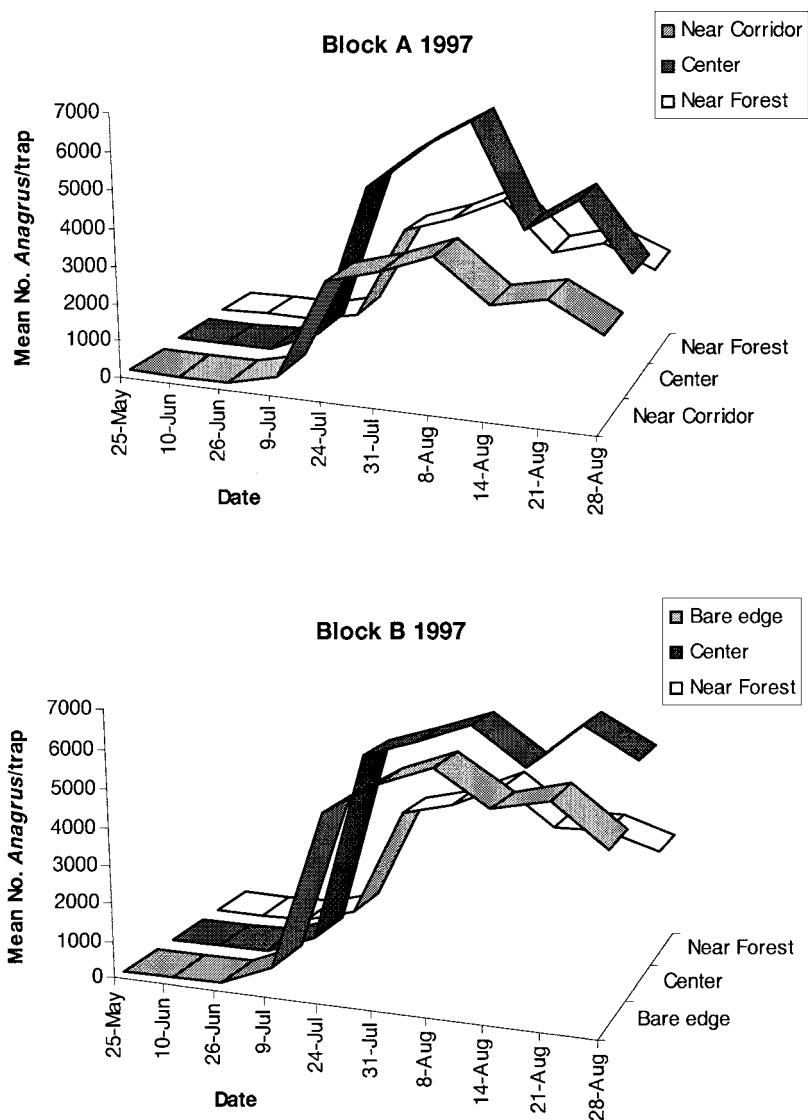 Block A 1997
Near Corridor
Center
Near Forest
Mean No. Anagrus/trap
7000
6000
5000
4000
3000
2000
1000
0
25-May
10-Jun
26-Jun
9-Jul
24-Jul
31-Jul
8-Aug
14-Aug
21-Aug
28-Aug
Near Forest
Center
Near Corridor
Date
Block B 1997
Bare edge
Center
Near Forest
Mean No. Anagrus/trap
7000
6000
5000
4000
3000
2000
1000
0
25-May
10-Jun
26-Jun
9-Jul
24-Jul
31-Jul
8-Aug
14-Aug
21-Aug
28-Aug
Near Forest
Center
Bare edge
Date